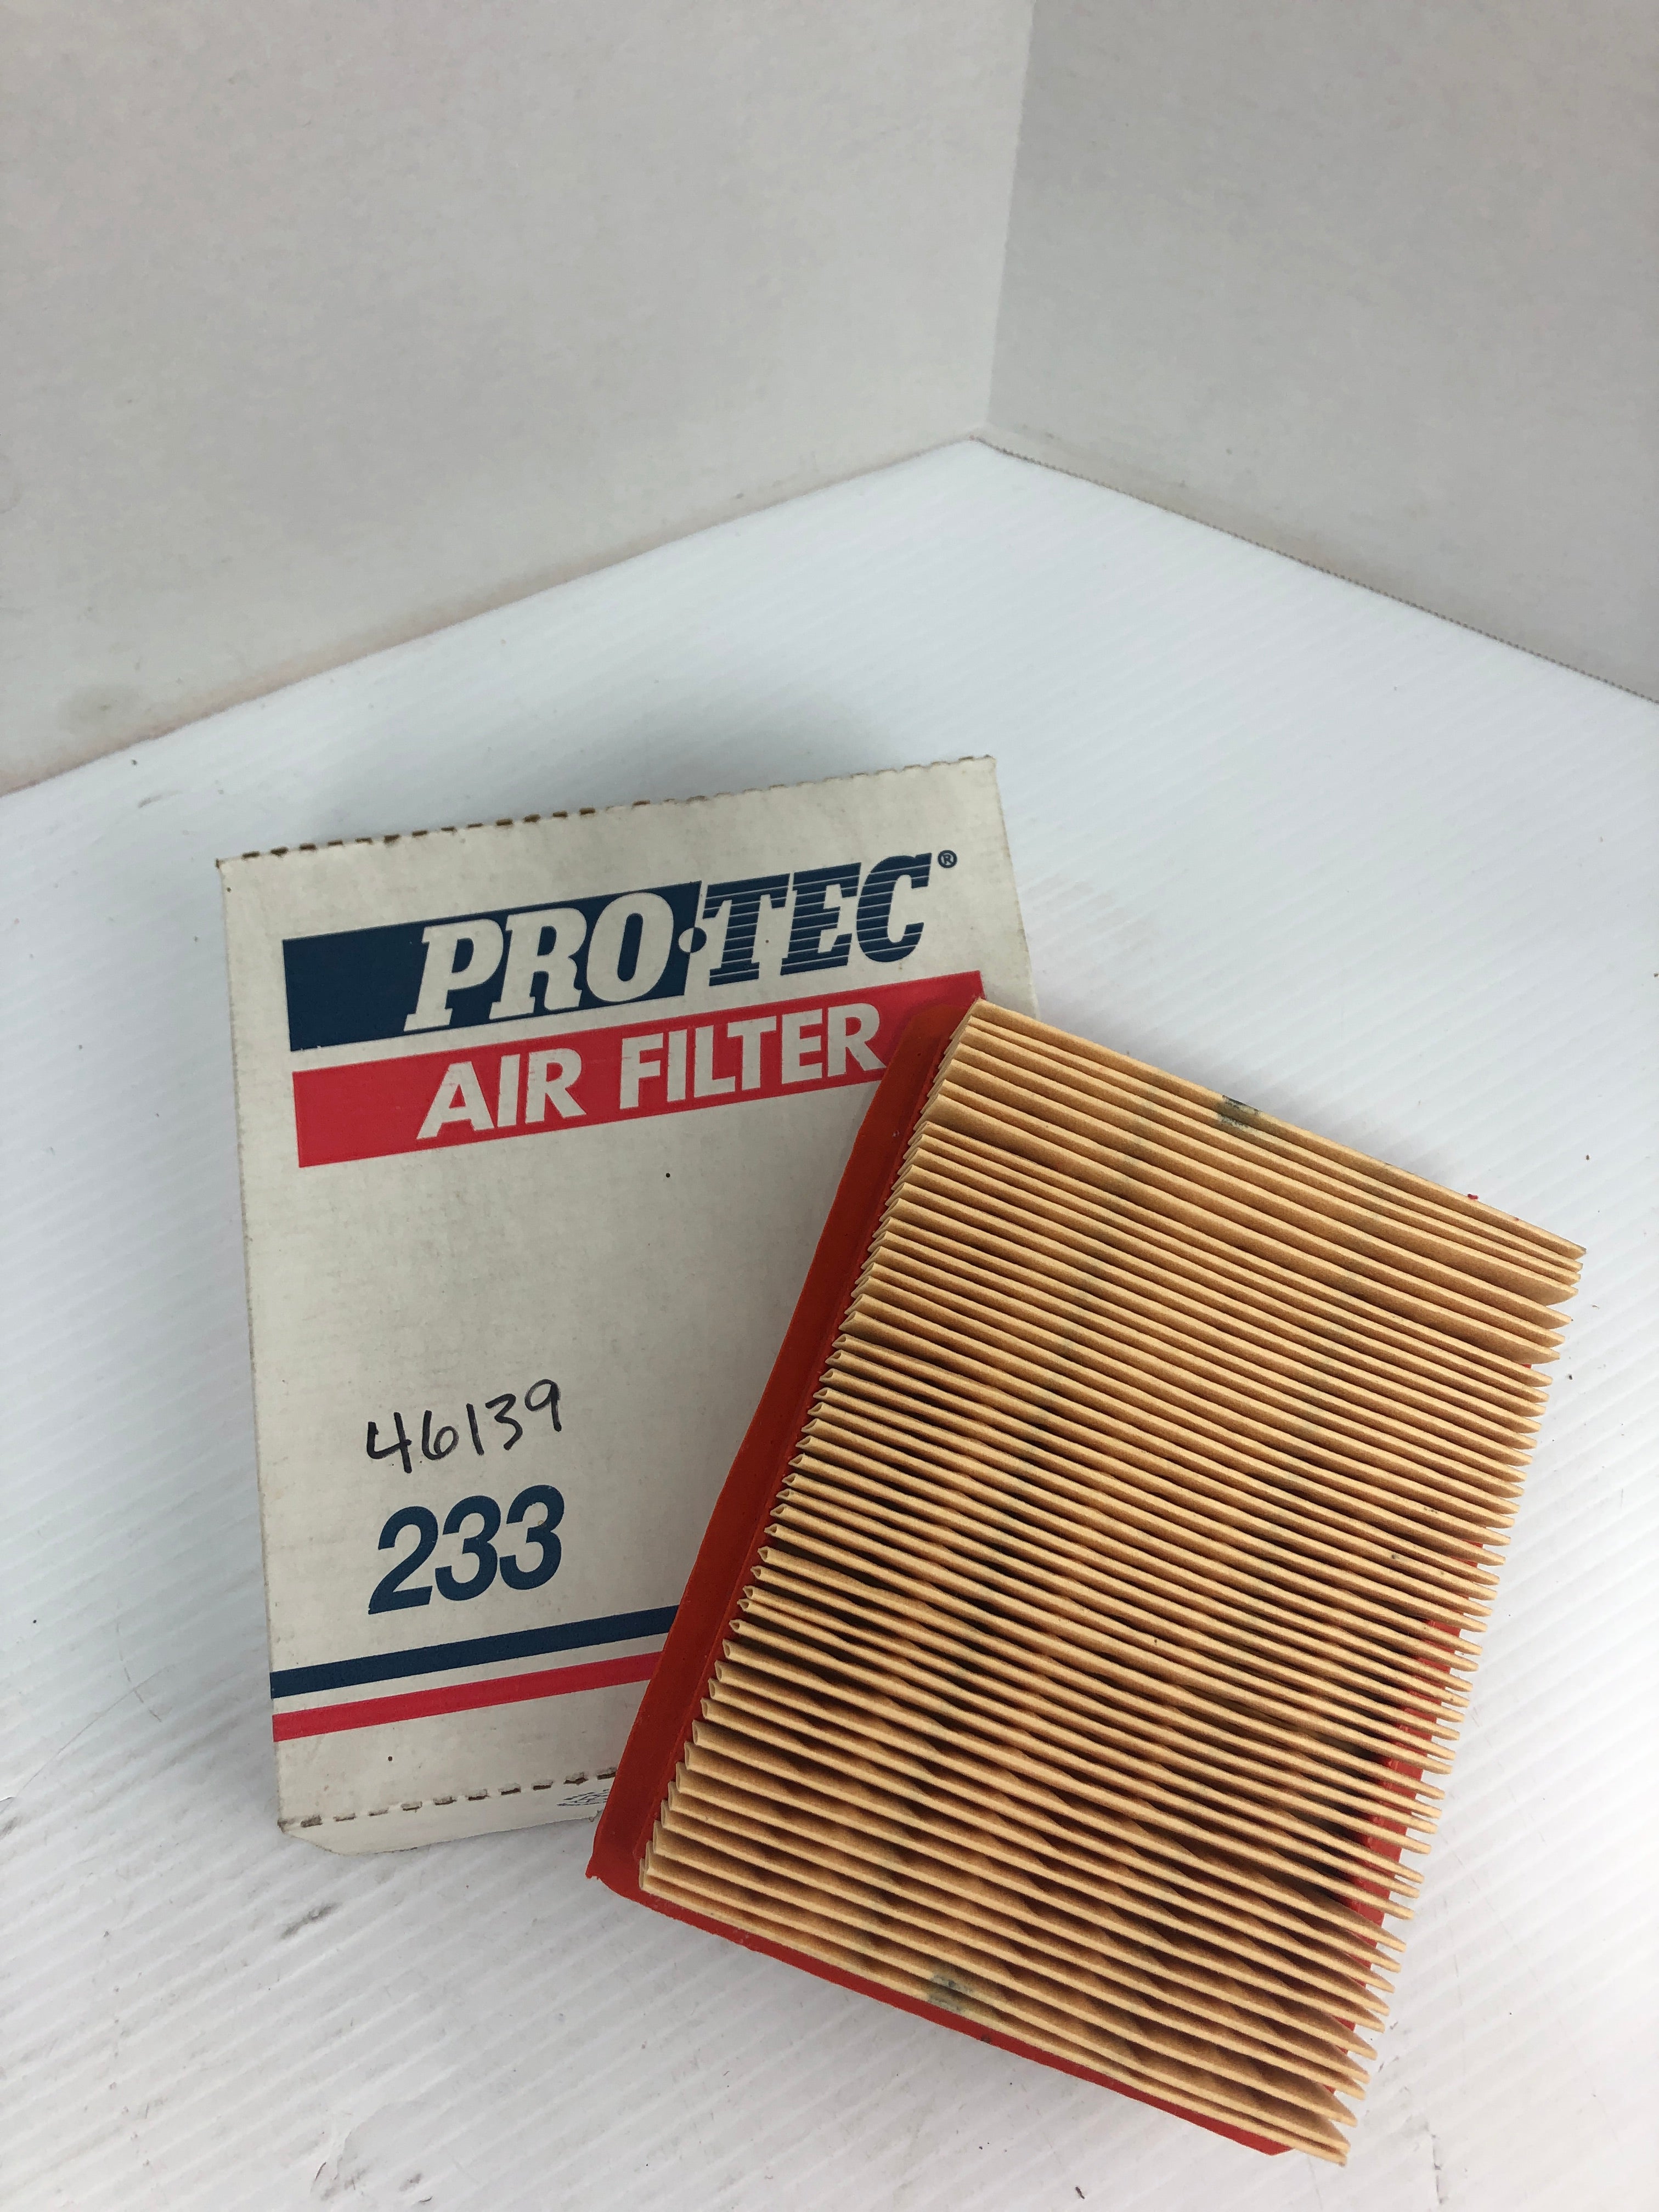 PRO·TEC®
AIR FILTER
46139
233